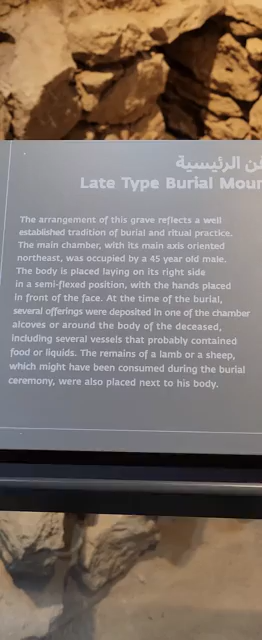 فن الرئيسية
Late Type Burial Moun
The arrangement of this grave reflects a well
established tradition of burial and ritual practice.
The main chamber, with its main axis oriented
northeast, was occupied by a 45 year old male.
The body is placed laying on its right side
in a semi-flexed position, with the hands placed
in front of the face. At the time of the burial,
several offerings were deposited in one of the chamber
alcoves or around the body of the deceased,
including several vessels that probably contained
food or liquids. The remains of a lamb or a sheep,
which might have been consumed during the burial
ceremony, were also placed next to his body.